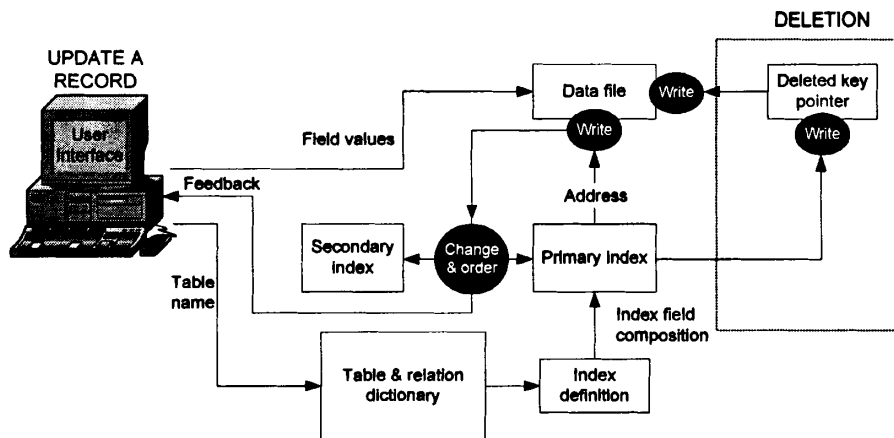 DELETION
UPDATE A
RECORD
User
Interface
Data file
Write
Deleted key
pointer
Write
Write
Field values
Feedback
Address
Secondary
index
Change
& order
Primary index
Table
name
Index field
composition
Table & relation
dictionary
Index
definition